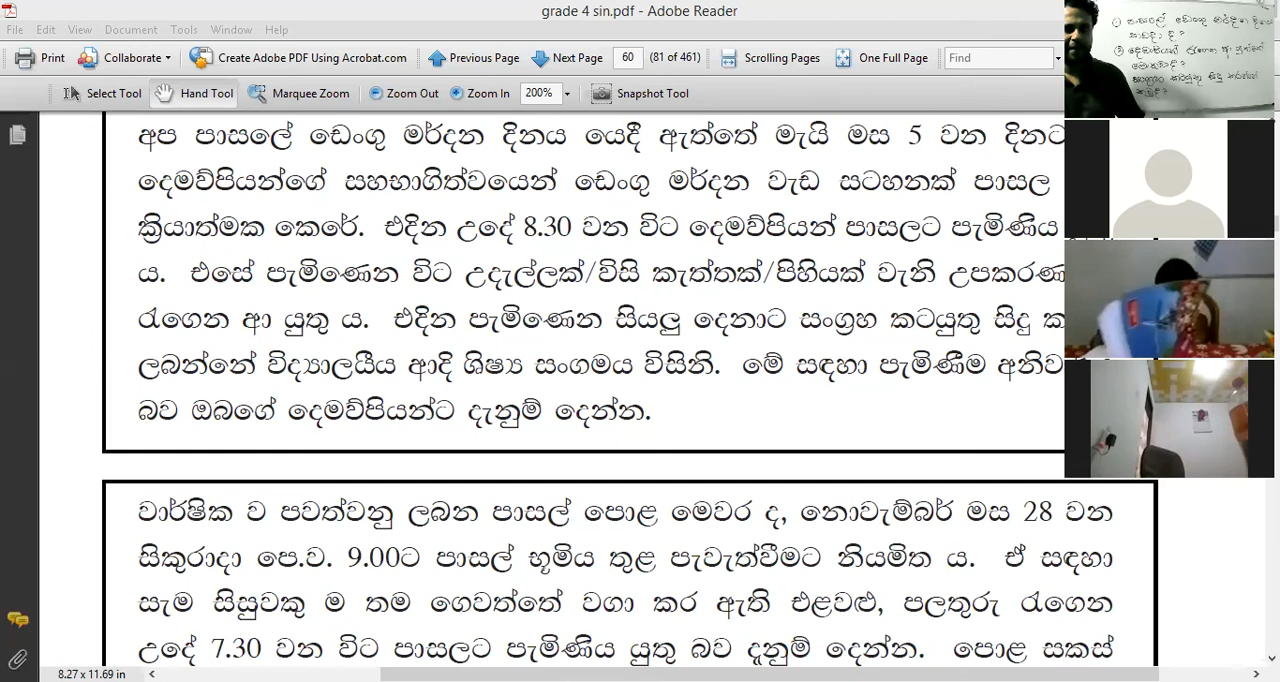 grade 4 sin.pdf - Adobe Reader
File Edit View Document Tools Window Help
Print Collaborate Create Adobe PDF Using Acrobat.com Previous Page Next Page 60 (81 of 461) Scrolling Pages One Full Page Find
Select Tool Hand Tool Marquee Zoom Zoom Out Zoom In 200% Snapshot Tool
අප පාසලේ ඩෙංගු මර්දන දිනය යෙදී ඇත්තේ මැයි මස 5 වන දිනට
දෙමව්පියන්ගේ සහභාගිත්වයෙන් ඩෙංගු මර්දන වැඩ සටහනක් පාසල
ක්‍රියාත්මක කෙරේ. එදින උදේ 8.30 වන විට දෙමව්පියන් පාසලට පැමිණිය
ය. එසේ පැමිණෙන විට උදැල්ලක්/විසි කැත්තක්/පිහියක් වැනි උපකරණ
රැගෙන ආ යුතු ය. එදින පැමිණෙන සියලු දෙනාට සංග්‍රහ කටයුතු සිදු ක
ලබන්නේ විද්‍යාලයීය ආදි ශිෂ්‍ය සංගමය විසිනි. මේ සඳහා පැමිණීම අනිව
බව ඔබගේ දෙමව්පියන්ට දැනුම් දෙන්න.
වාර්ෂික ව පවත්වනු ලබන පාසල් පොළ මෙවර ද, නොවැම්බර් මස 28 වන
සිකුරාදා පෙ.ව. 9.00ට පාසල් භූමිය තුළ පැවැත්වීමට නියමිත ය. ඒ සඳහා
සැම සිසුවකු ම තම ගෙවත්තේ වගා කර ඇති එළවළු, පලතුරු රැගෙන
උදේ 7.30 වන විට පාසලට පැමිණිය යුතු බව දැනුම් දෙන්න. පොළ සකස්
8.27 x 11.69 in